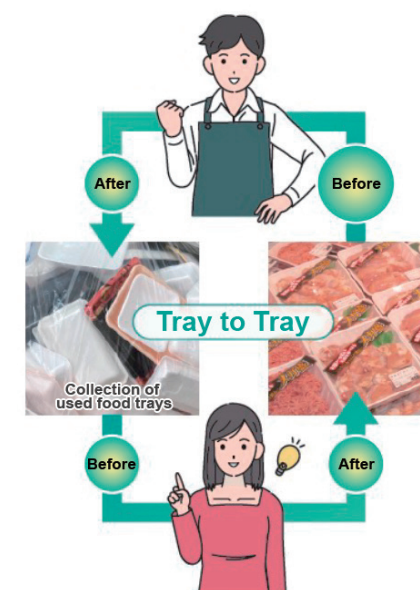 After
Before
Tray to Tray
Collection of
used food trays
Before
After